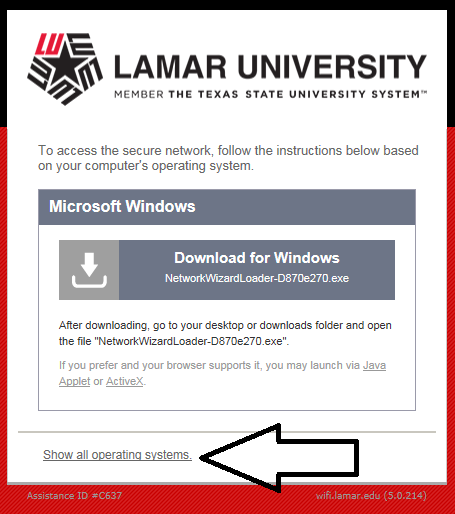 LAMAR UNIVERSITY
MEMBER THE TEXAS STATE UNIVERSITY SYSTEM™
To access the secure network, follow the instructions below based
on your computer's operating system.
Microsoft Windows
Download for Windows
NetworkWizardLoader-D870e270.exe
After downloading, go to your desktop or downloads folder and open
the file "NetworkWizardLoader-D870e270.exe".
If you prefer and your browser supports it, you may launch via Java
Applet or ActiveX.
Show all operating systems.
Assistance ID #C637
wifi.lamar.edu (5.0.214)